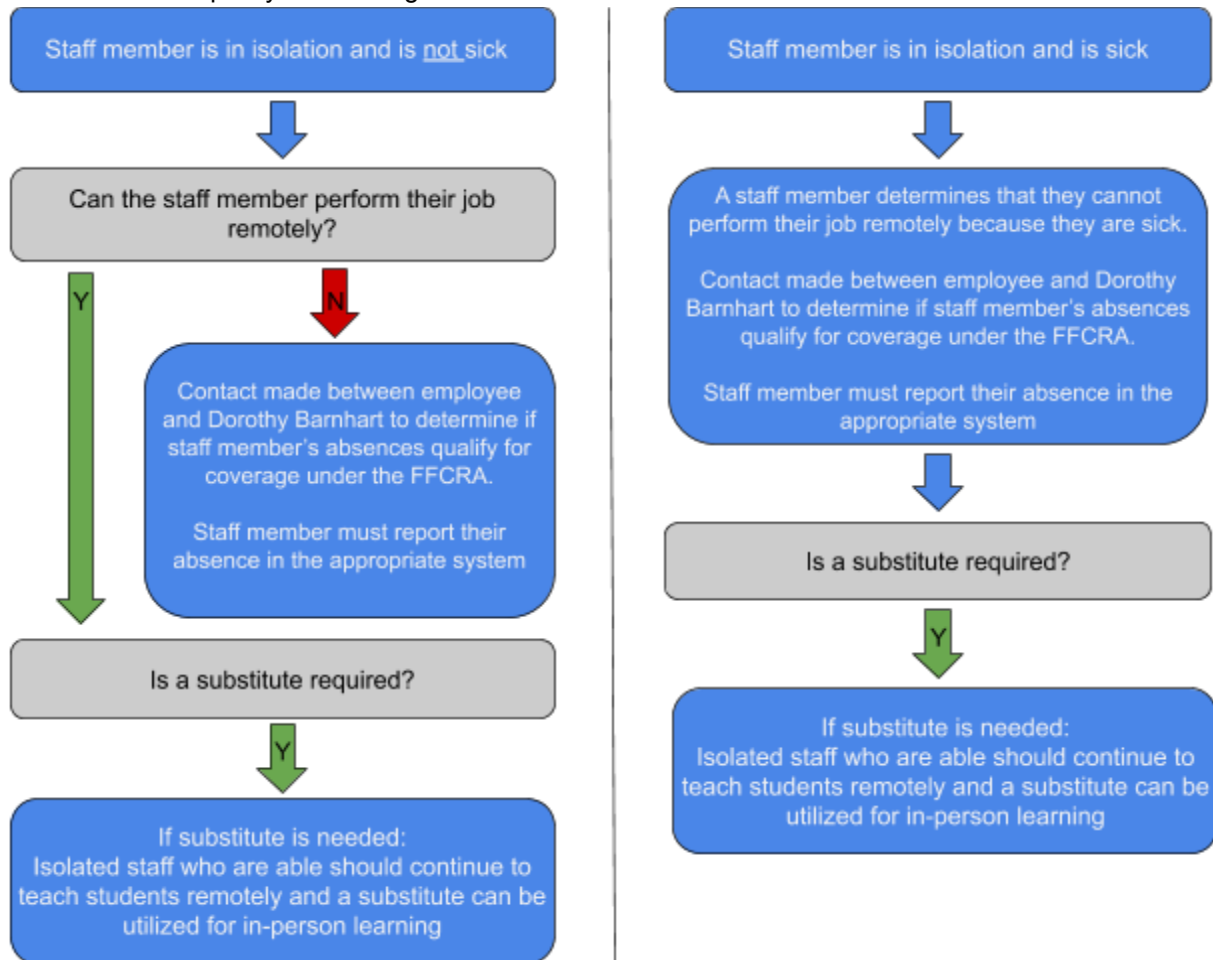 Staff member is in isolation and is not sick
Can the staff member perform their job
remotely?
Y
N
Contact made between employee
and Dorothy Barnhart to determine if
staff member's absences qualify for
coverage under the FFCRA.
Staff member must report their
absence in the appropriate system
Is a substitute required?
Y
If substitute is needed:
Isolated staff who are able should continue to
teach students remotely and a substitute can be
utilized for in-person learning
Staff member is in isolation and is sick
A staff member determines that they cannot
perform their job remotely because they are sick.
Contact made between employee and Dorothy
Barnhart to determine if staff member's absences
qualify for coverage under the FFCRA.
Staff member must report their absence in the
appropriate system
Is a substitute required?
Y
If substitute is needed:
Isolated staff who are able should continue to
teach students remotely and a substitute can be
utilized for in-person learning